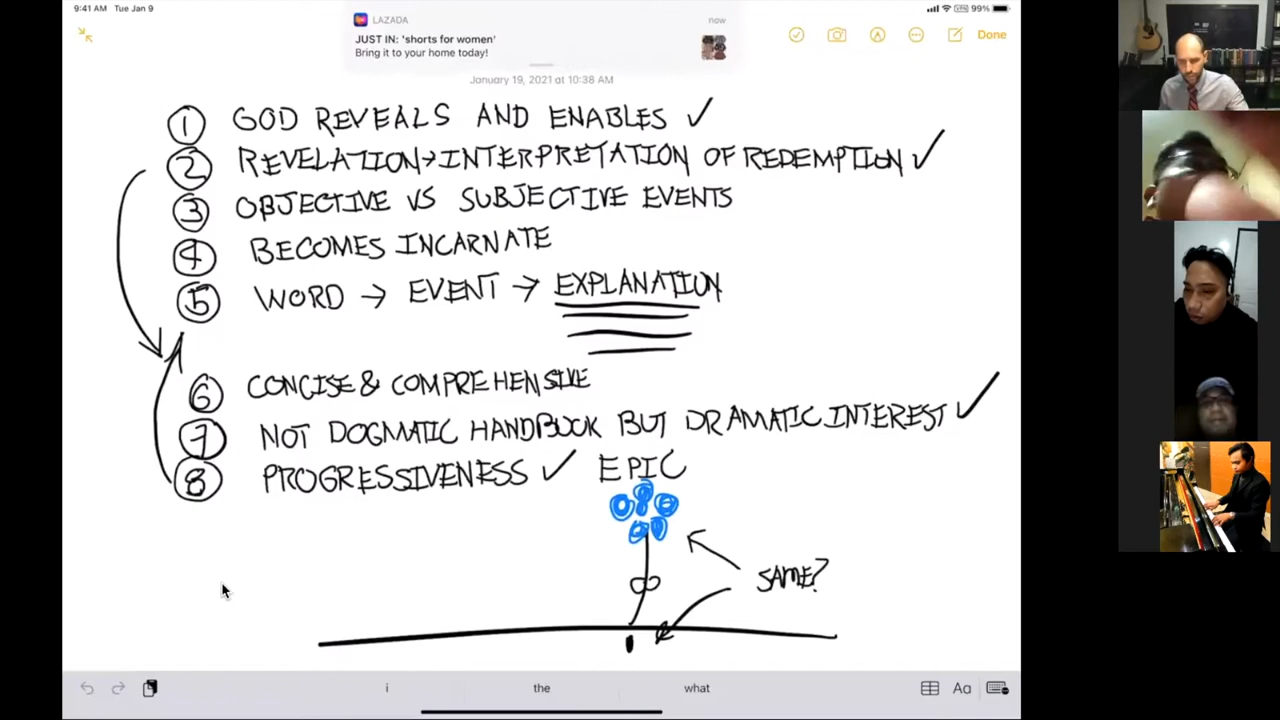 9:41 AM Tue Jan 9
VPN 99%
LAZADA now
JUST IN: 'shorts for women'
Bring it to your home today!
Done
January 19, 2021 at 10:38 AM
1 GOD REVEALS AND ENABLES ✓
2 REVELATION→INTERPRETATION OF REDEMPTION ✓
3 OBJECTIVE VS SUBJECTIVE EVENTS
4 BECOMES INCARNATE
5 WORD → EVENT → EXPLANATION
6 CONCISE & COMPREHENSIVE
7 NOT DOGMATIC HANDBOOK BUT DRAMATIC INTEREST ✓
8 PROGRESSIVENESS ✓ EPIC
SAME?
i the what
Aa